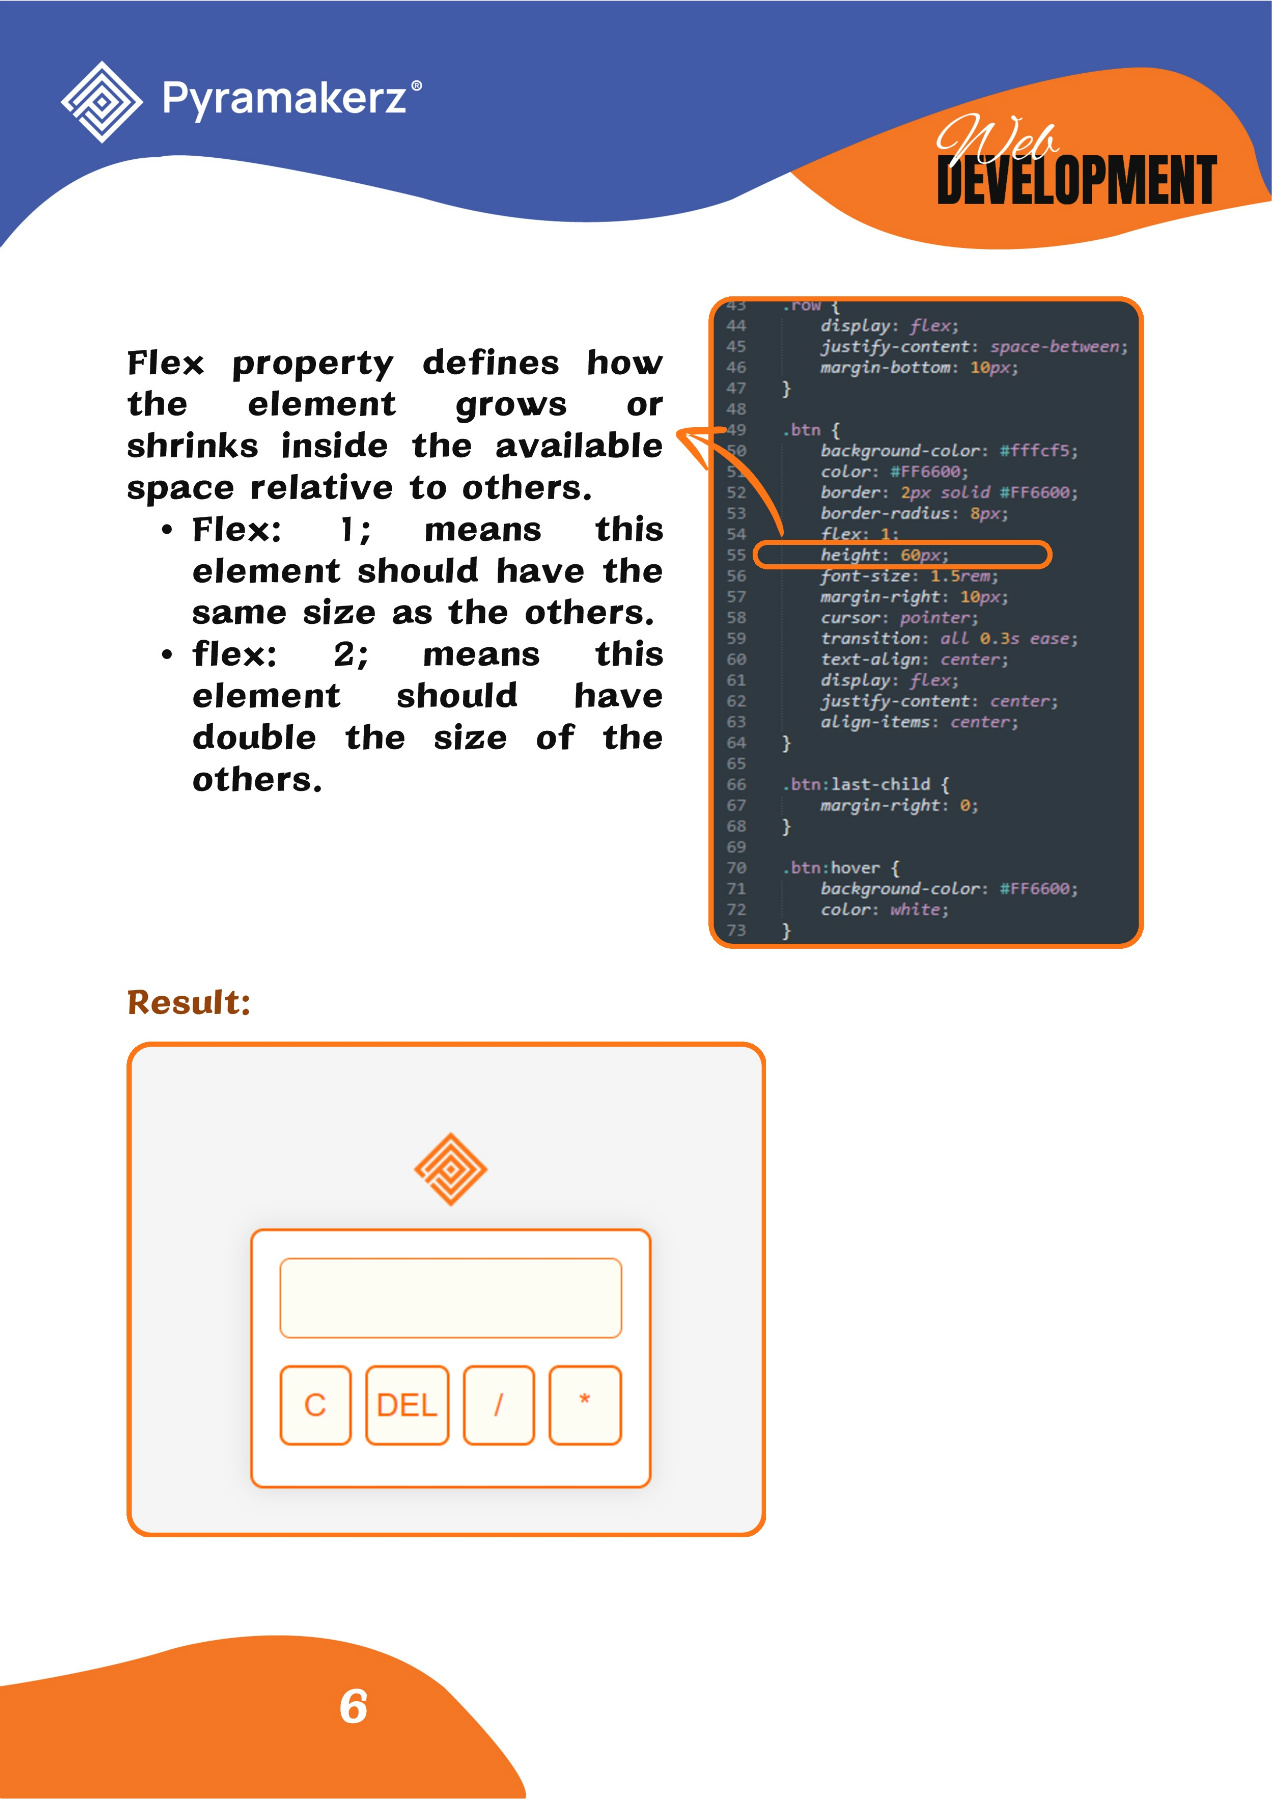 Pyramakerz®
Web
DEVELOPMENT
Flex property defines how
the element grows or
shrinks inside the available
space relative to others.
• Flex: 1; means this
element should have the
same size as the others.
• flex: 2; means this
element should have
double the size of the
others.
43 .row {
44 display: flex;
45 justify-content: space-between;
46 margin-bottom: 10px;
47 }
48
49 .btn {
50 background-color: #fffcf5;
51 color: #FF6600;
52 border: 2px solid #FF6600;
53 border-radius: 8px;
54 flex: 1;
55 height: 60px;
56 font-size: 1.5rem;
57 margin-right: 10px;
58 cursor: pointer;
59 transition: all 0.3s ease;
60 text-align: center;
61 display: flex;
62 justify-content: center;
63 align-items: center;
64 }
65
66 .btn:last-child {
67 margin-right: 0;
68 }
69
70 .btn:hover {
71 background-color: #FF6600;
72 color: white;
73 }
Result:
C DEL / *
6